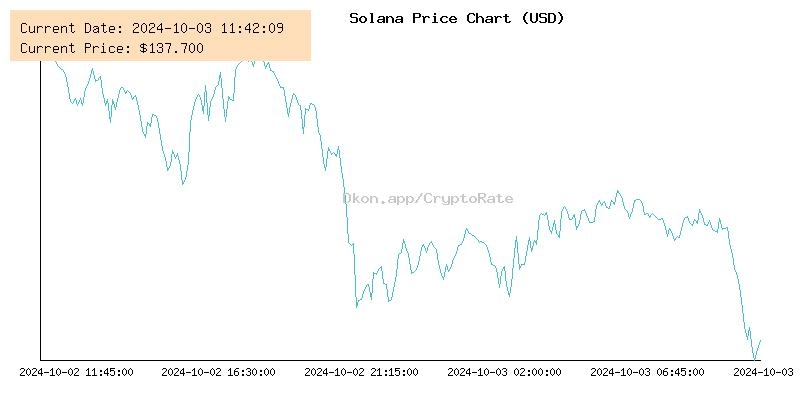 Solana Price Chart (USD)
Current Date: 2024-10-03 11:42:09
Current Price: $137.700
Dkon.app/CryptoRate
2024-10-02 11:45:00 2024-10-02 16:30:00 2024-10-02 21:15:00 2024-10-03 02:00:00 2024-10-03 06:45:00 2024-10-03